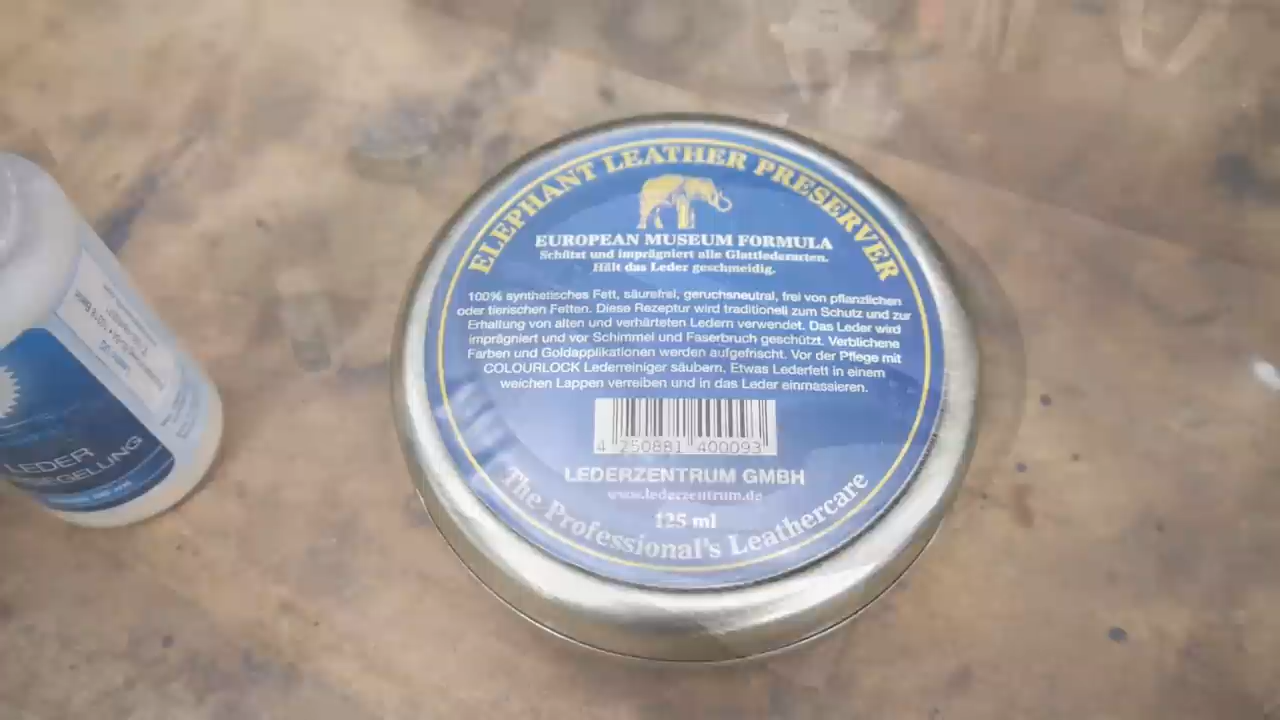 ELEPHANT LEATHER PRESERVER
EUROPEAN MUSEUM FORMULA
Schützt und imprägniert alle Glattlederarten.
Hält das Leder geschmeidig.
100% synthetisches Fett, säurefrei, geruchsneutral, frei von pflanzlichen
oder tierischen Fetten. Diese Rezeptur wird traditionell zum Schutz und zur
Erhaltung von alten und verhärteten Ledern verwendet. Das Leder wird
imprägniert und vor Schimmel und Faserbruch geschützt. Verblichene
Farben und Goldapplikationen werden aufgefrischt. Vor der Pflege mit
COLOURLOCK Lederreiniger säubern. Etwas Lederfett in einem
weichen Lappen verreiben und in das Leder einmassieren.
4 250881 400093
LEDERZENTRUM GMBH
www.lederzentrum.de
125 ml
The Professional's Leathercare
LEDER